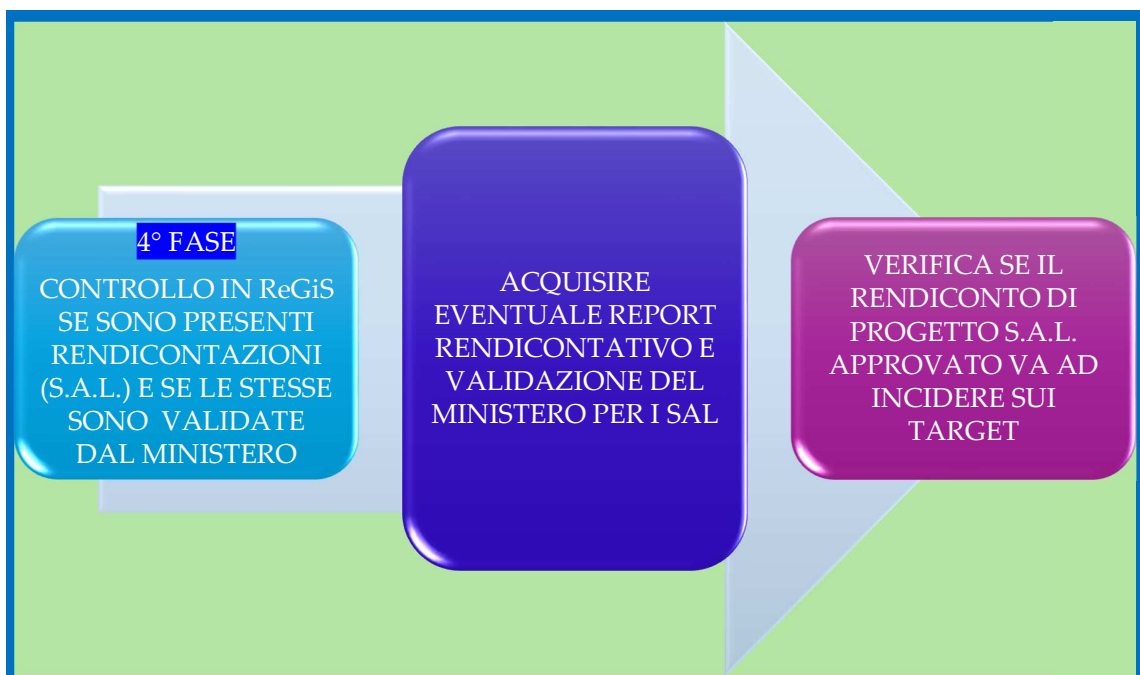 4° FASE
CONTROLLO IN ReGiS
SE SONO PRESENTI
RENDICONTAZIONI
(S.A.L.) E SE LE STESSE
SONO VALIDATE
DAL MINISTERO
ACQUISIRE
EVENTUALE REPORT
RENDICONTATIVO E
VALIDAZIONE DEL
MINISTERO PER I SAL
VERIFICA SE IL
RENDICONTO DI
PROGETTO S.A.L.
APPROVATO VA AD
INCIDERE SUI
TARGET